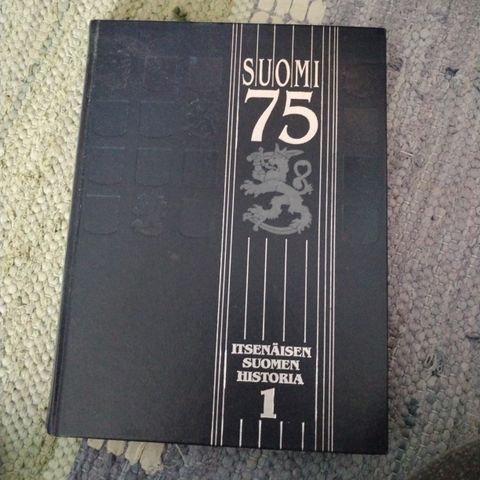 SUOMI
75
ITSENÄISEN
SUOMEN
HISTORIA
1